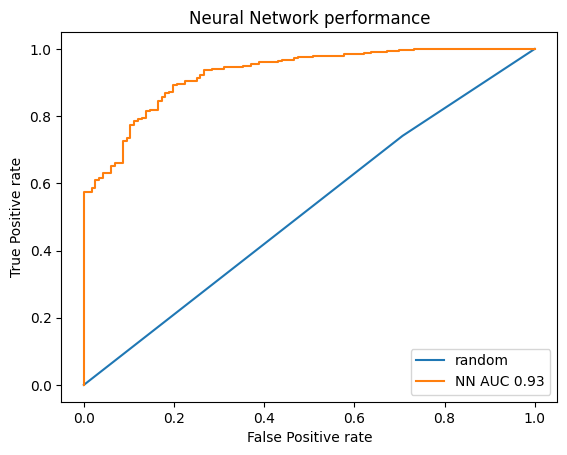 Neural Network performance
True Positive rate
1.0
0.8
0.6
0.4
0.2
0.0
random
NN AUC 0.93
0.0 0.2 0.4 0.6 0.8 1.0
False Positive rate